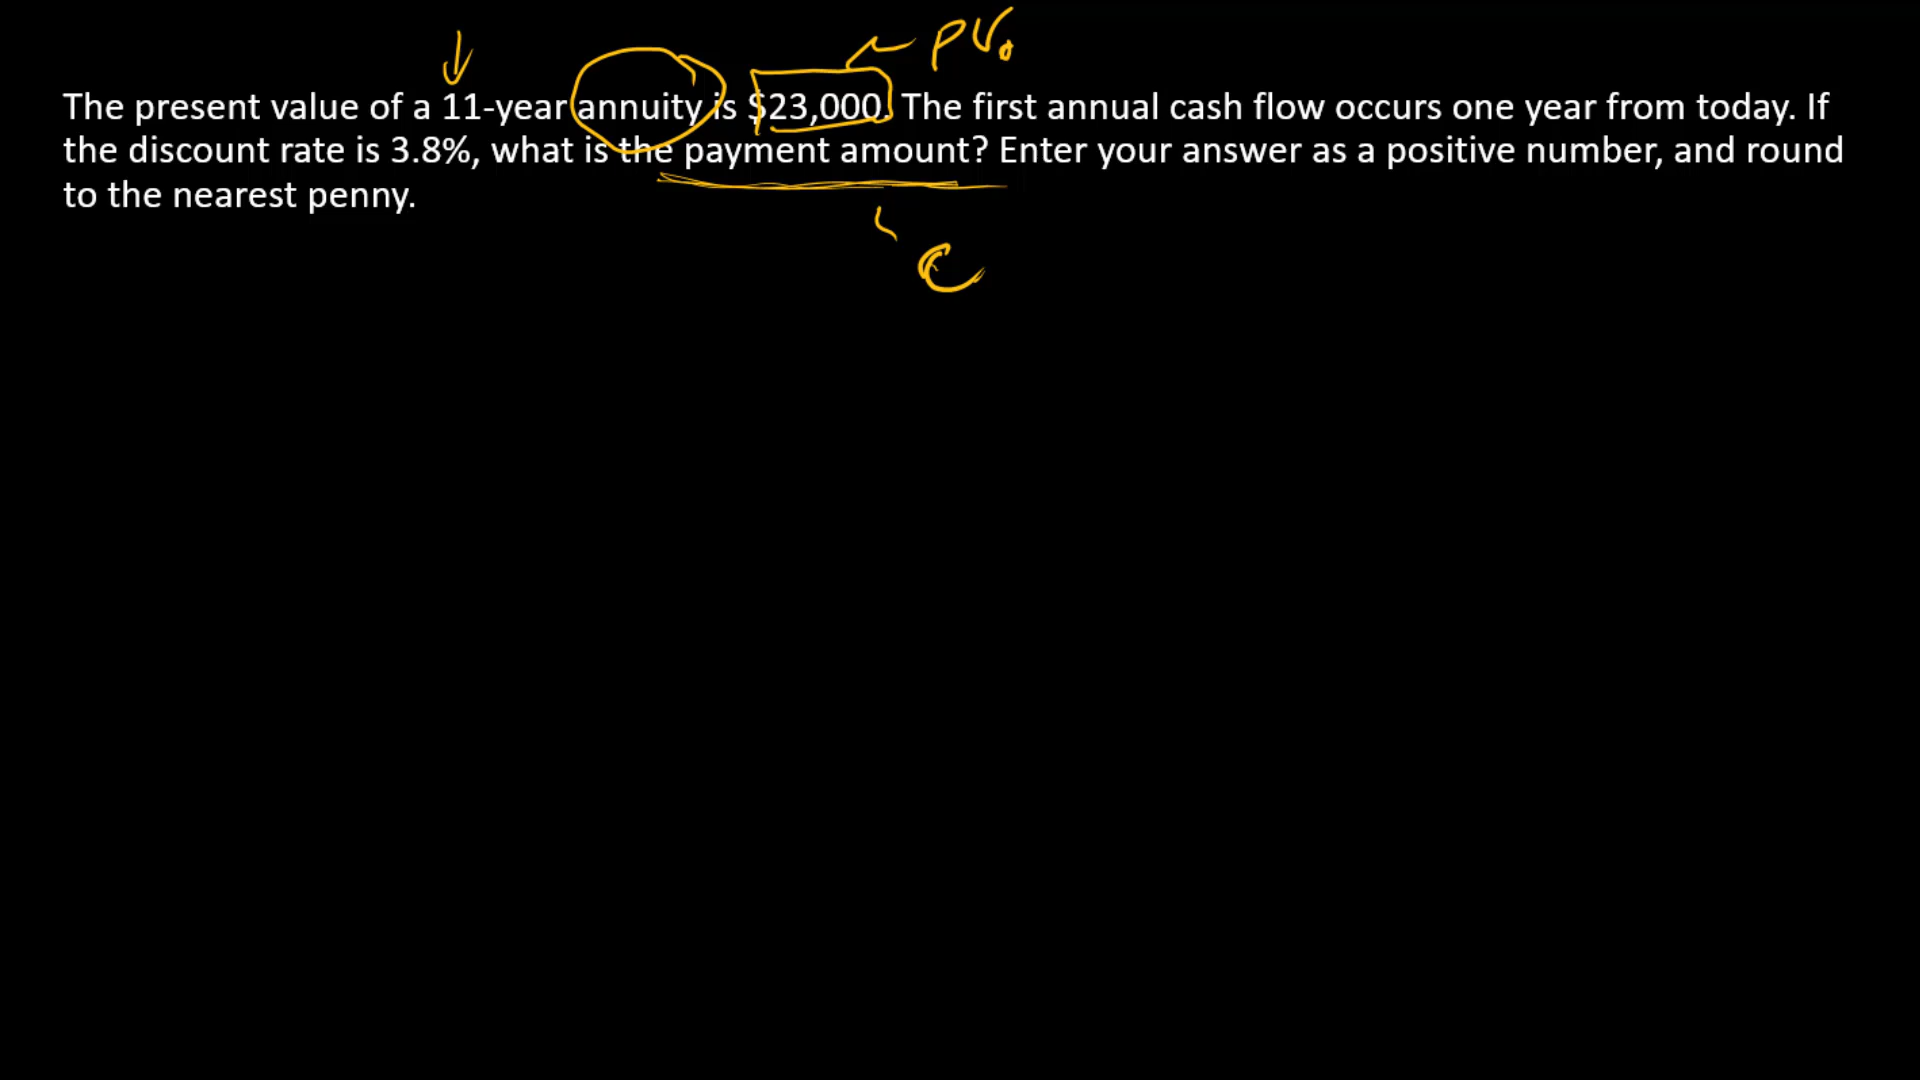 PV0
The present value of a 11-year annuity is $23,000. The first annual cash flow occurs one year from today. If
the discount rate is 3.8%, what is the payment amount? Enter your answer as a positive number, and round
to the nearest penny.
C